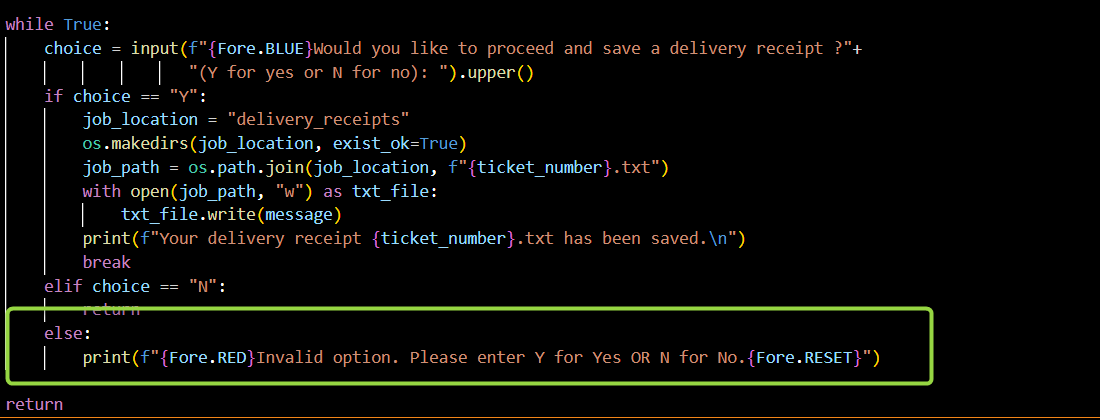 while True:
    choice = input(f"{Fore.BLUE}Would you like to proceed and save a delivery receipt ?"+
                   "(Y for yes or N for no): ").upper()
    if choice == "Y":
        job_location = "delivery_receipts"
        os.makedirs(job_location, exist_ok=True)
        job_path = os.path.join(job_location, f"{ticket_number}.txt")
        with open(job_path, "w") as txt_file:
            txt_file.write(message)
        print(f"Your delivery receipt {ticket_number}.txt has been saved.\n")
        break
    elif choice == "N":
        return
    else:
        print(f"{Fore.RED}Invalid option. Please enter Y for Yes OR N for No.{Fore.RESET}")
return